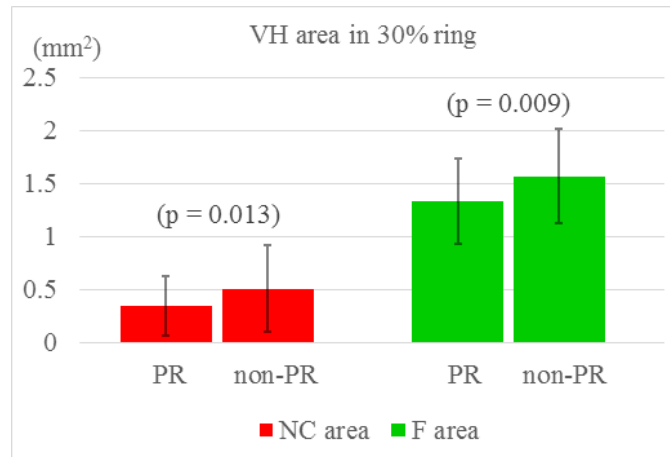 VH area in 30% ring
(mm²)
2.5
2
1.5
1
0.5
0
(p = 0.013)
(p = 0.009)
PR non-PR PR non-PR
NC area F area